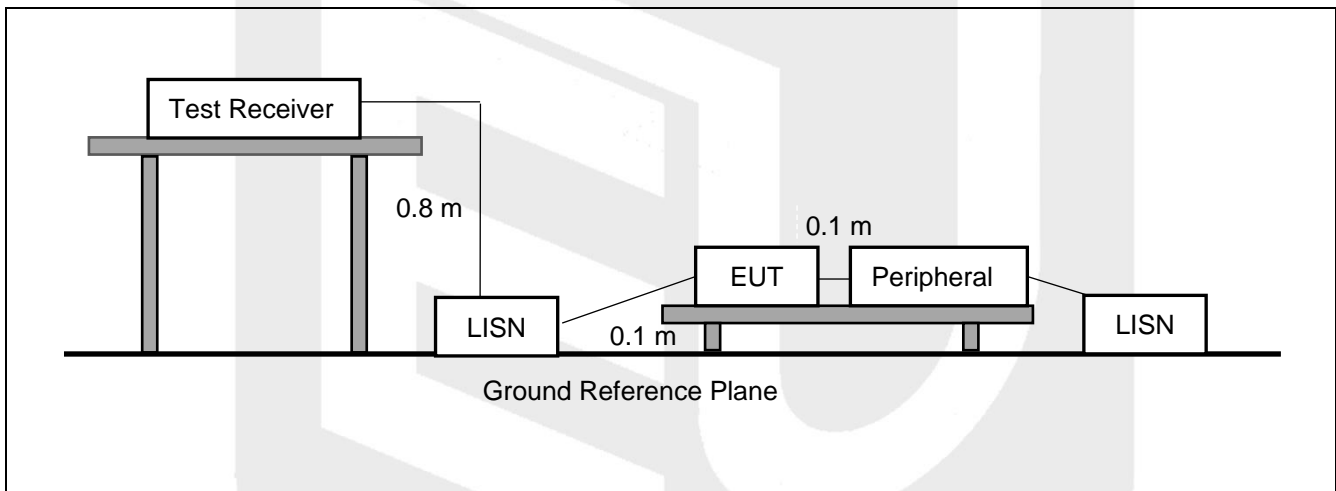 Test Receiver
0.8 m
0.1 m
EUT
Peripheral
LISN
0.1 m
LISN
Ground Reference Plane